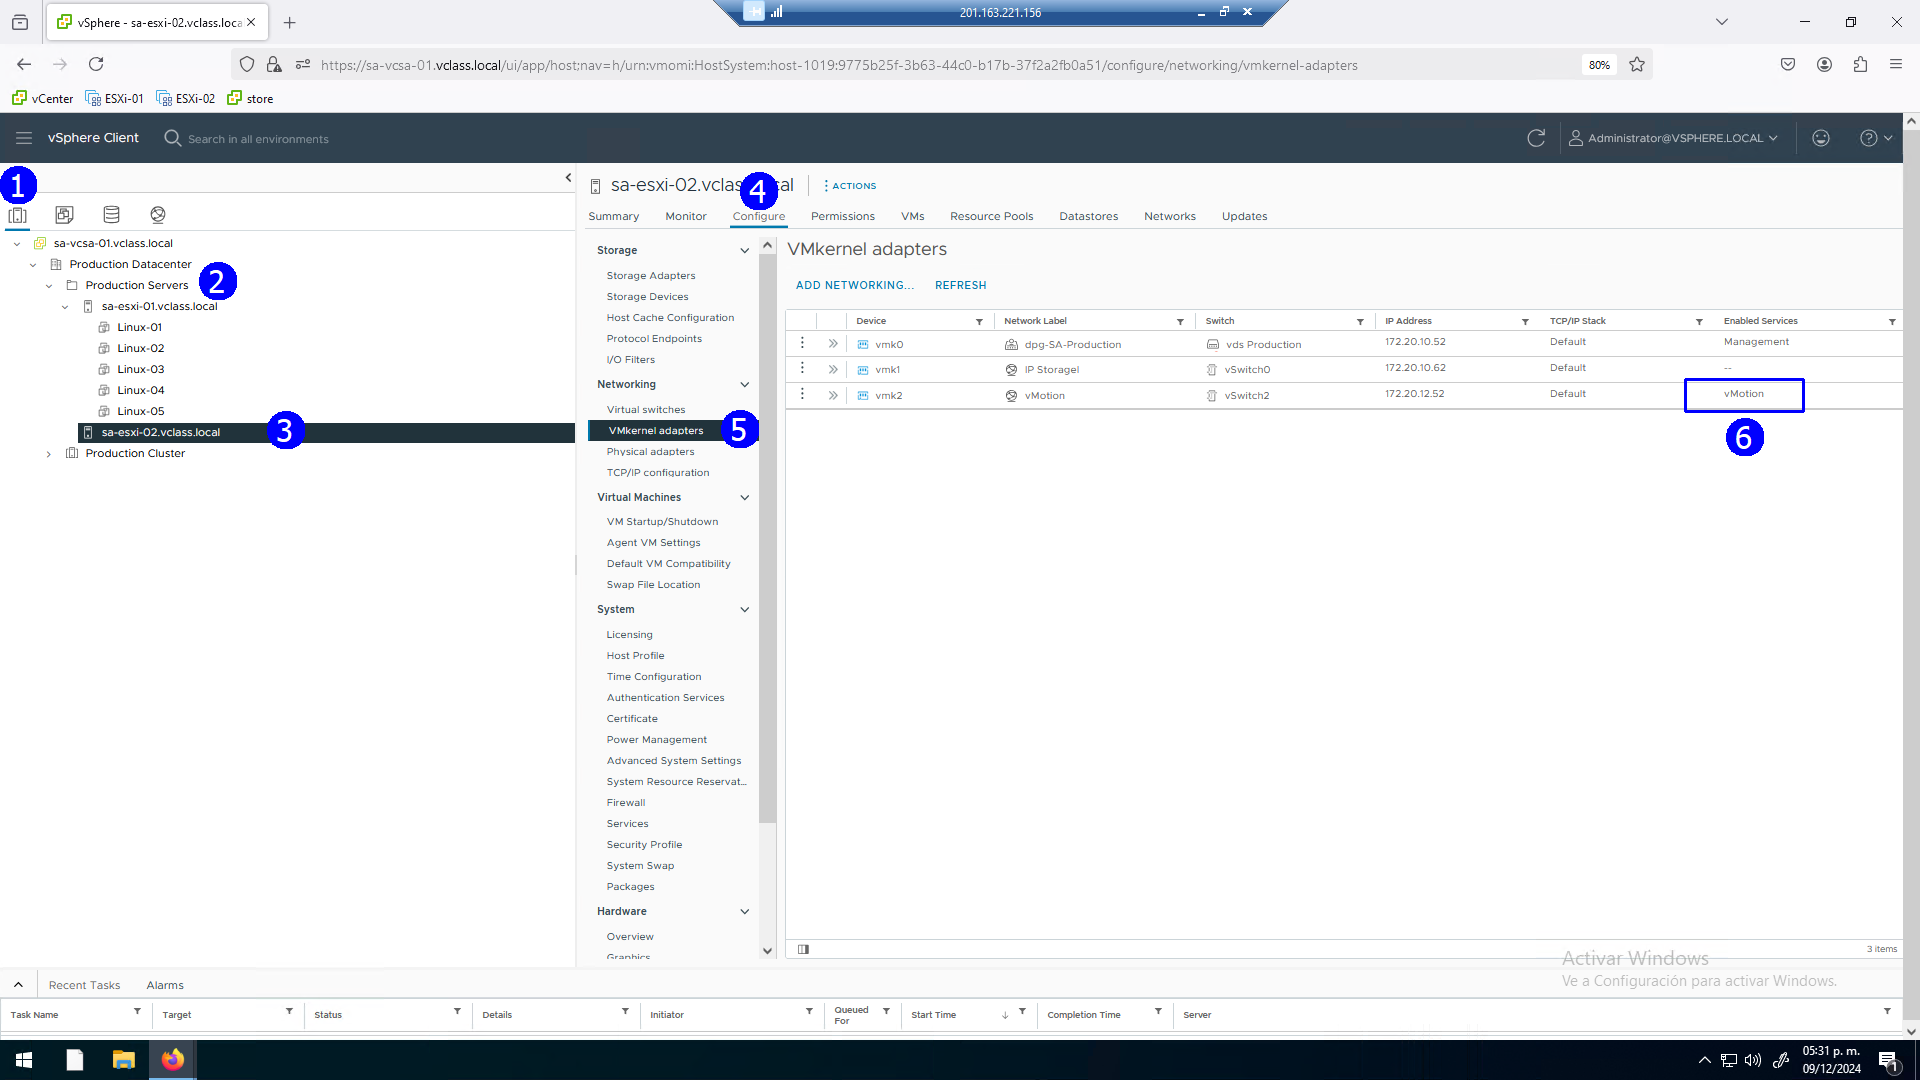 vSphere - sa-esxi-02.vclass.loca
201.163.221.156
https://sa-vcsa-01.vclass.local/ui/app/host;nav=h/urn:vmomi:HostSystem:host-1019:9775b25f-3b63-44c0-b17b-37f2a2fb0a51/configure/networking/vmkernel-adapters
80%
vCenter ESXi-01 ESXi-02 store
vSphere Client Search in all environments Administrator@VSPHERE.LOCAL
1
sa-vcsa-01.vclass.local
Production Datacenter
Production Servers 2
sa-esxi-01.vclass.local
Linux-01
Linux-02
Linux-03
Linux-04
Linux-05
sa-esxi-02.vclass.local 3
Production Cluster
sa-esxi-02.vclas 4 al ACTIONS
Summary Monitor Configure Permissions VMs Resource Pools Datastores Networks Updates
Storage
Storage Adapters
Storage Devices
Host Cache Configuration
Protocol Endpoints
I/O Filters
Networking
Virtual switches
VMkernel adapters 5
Physical adapters
TCP/IP configuration
Virtual Machines
VM Startup/Shutdown
Agent VM Settings
Default VM Compatibility
Swap File Location
System
Licensing
Host Profile
Time Configuration
Authentication Services
Certificate
Power Management
Advanced System Settings
System Resource Reservat...
Firewall
Services
Security Profile
System Swap
Packages
Hardware
Overview
Graphics
VMkernel adapters
ADD NETWORKING... REFRESH
Device Network Label Switch IP Address TCP/IP Stack Enabled Services
vmk0 dpg-SA-Production vds Production 172.20.10.52 Default Management
vmk1 IP Storagel vSwitch0 172.20.10.62 Default --
vmk2 vMotion vSwitch2 172.20.12.52 Default vMotion
6
3 items
Activar Windows
Ve a Configuración para activar Windows.
Recent Tasks Alarms
Task Name Target Status Details Initiator Queued For Start Time Completion Time Server
05:31 p. m.
09/12/2024
1